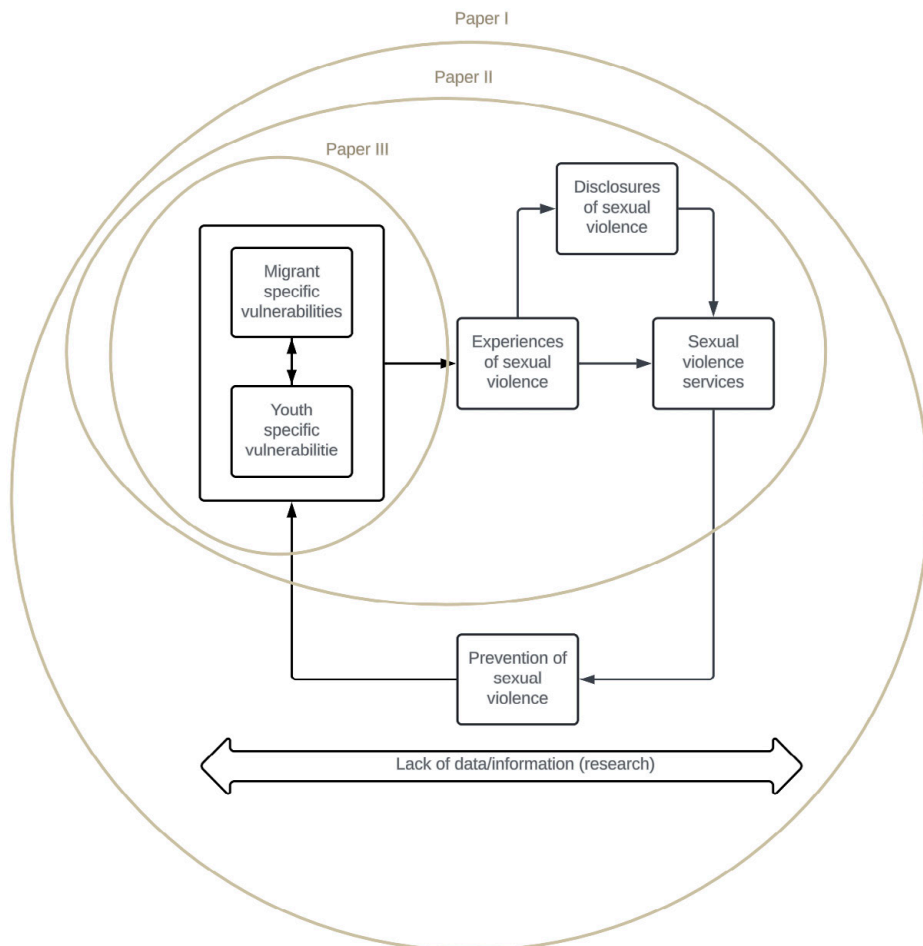 Paper I
Paper II
Paper III
Disclosures
of sexual
violence
Migrant
specific
vulnerabilities
Experiences
of sexual
violence
Sexual
violence
services
Youth
specific
vulnerabilitie
Prevention of
sexual
violence
Lack of data/information (research)